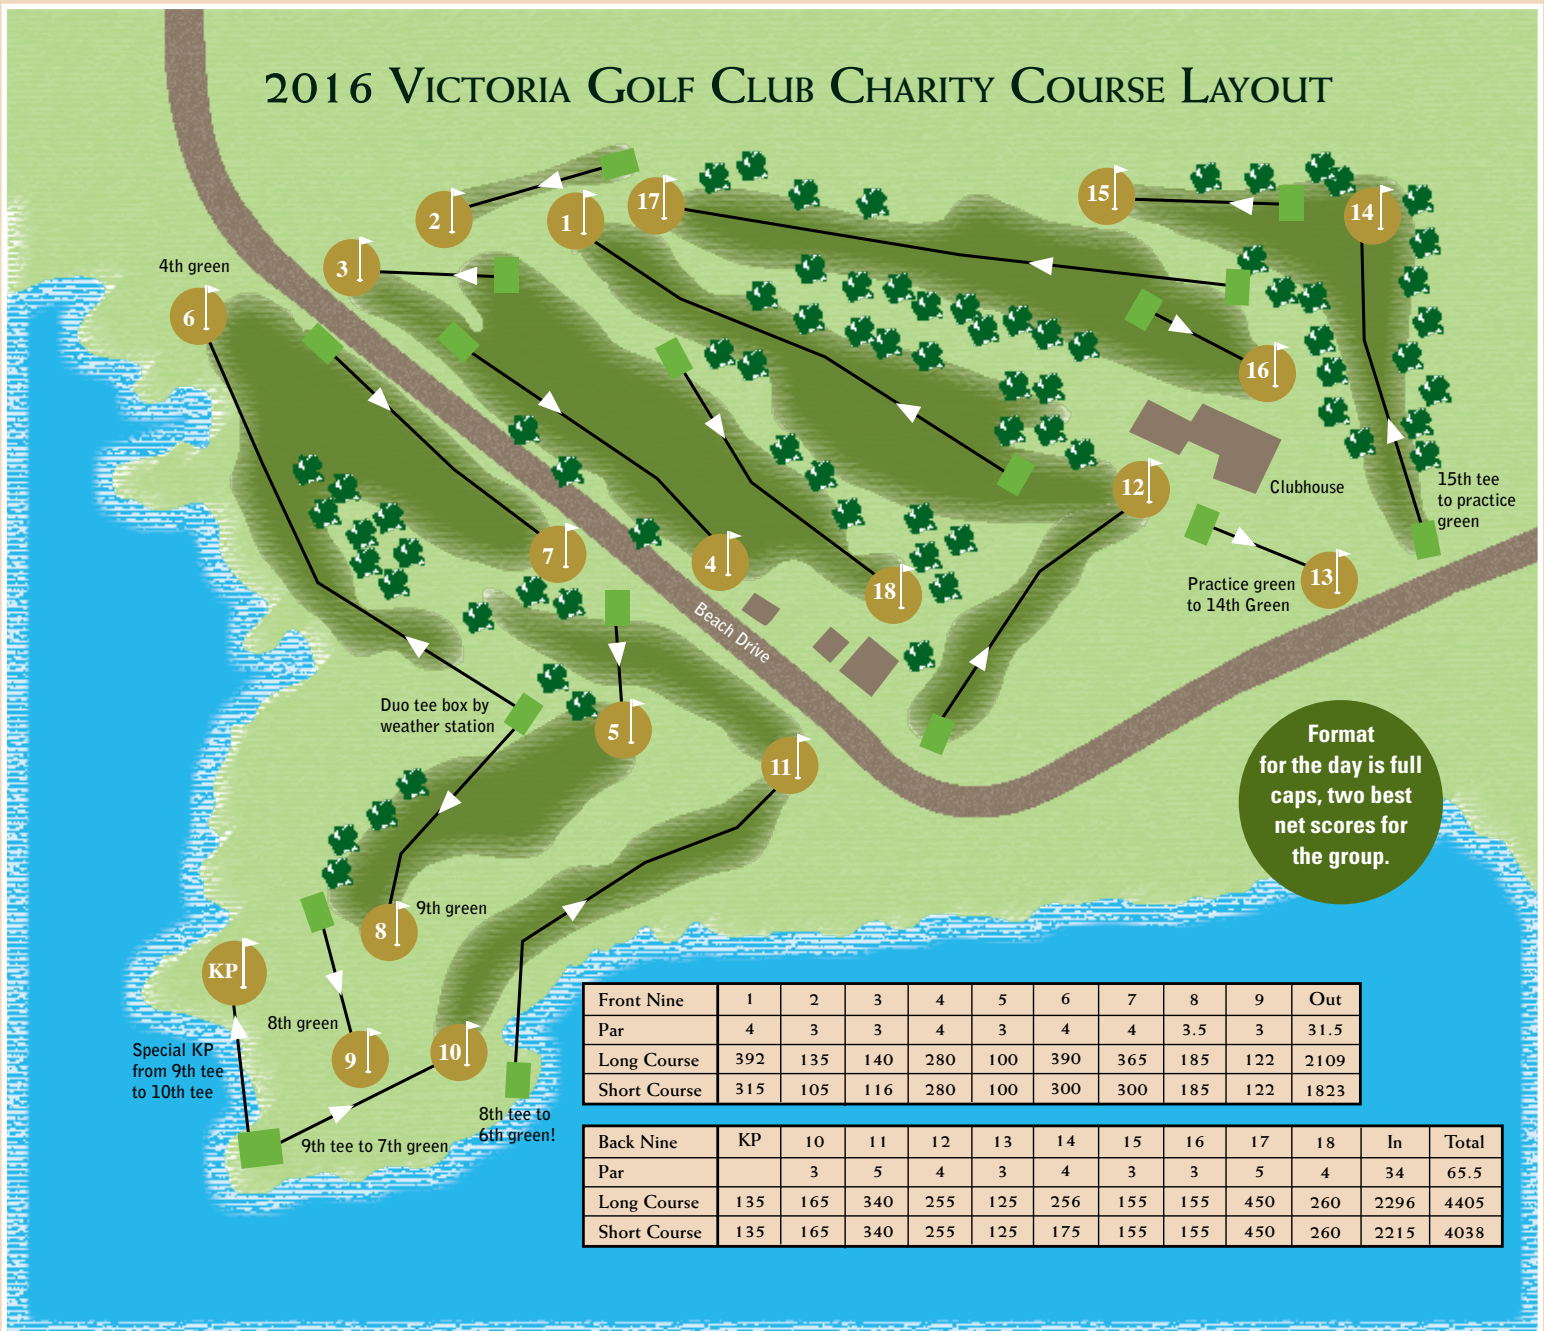 2016 Victoria Golf Club Charity Course Layout
2
1
17
15
14
3
4th green
6
16
12
Clubhouse
15th tee
to practice
green
7
4
18
13
Practice green
to 14th Green
Beach Drive
Duo tee box by
weather station
5
11
Format
for the day is full
caps, two best
net scores for
the group.
8
9th green
KP
8th green
9
10
Special KP
from 9th tee
to 10th tee
8th tee to
6th green!
9th tee to 7th green
Front Nine 1 2 3 4 5 6 7 8 9 Out
Par 4 3 3 4 3 4 4 3.5 3 31.5
Long Course 392 135 140 280 100 390 365 185 122 2109
Short Course 315 105 116 280 100 300 300 185 122 1823
Back Nine KP 10 11 12 13 14 15 16 17 18 In Total
Par 3 5 4 3 4 3 3 5 4 34 65.5
Long Course 135 165 340 255 125 256 155 155 450 260 2296 4405
Short Course 135 165 340 255 125 175 155 155 450 260 2215 4038